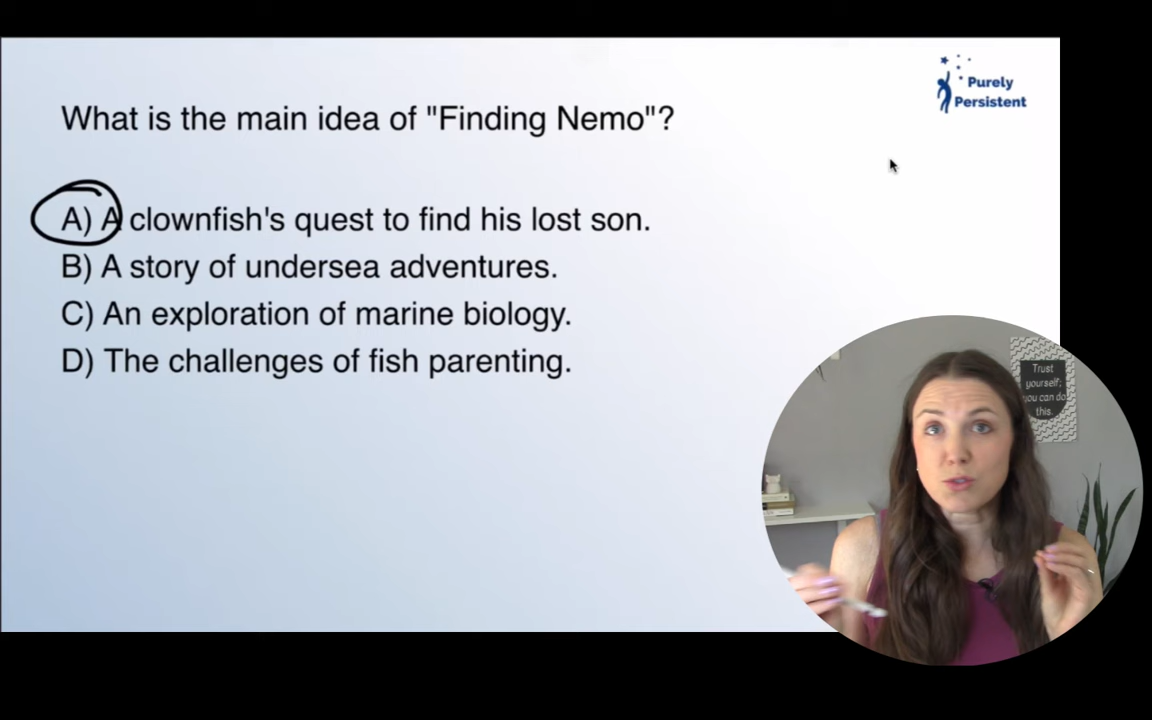 Purely
Persistent
What is the main idea of "Finding Nemo"?
A) A clownfish's quest to find his lost son.
B) A story of undersea adventures.
C) An exploration of marine biology.
D) The challenges of fish parenting.
Trust
yourself;
you can do
this.